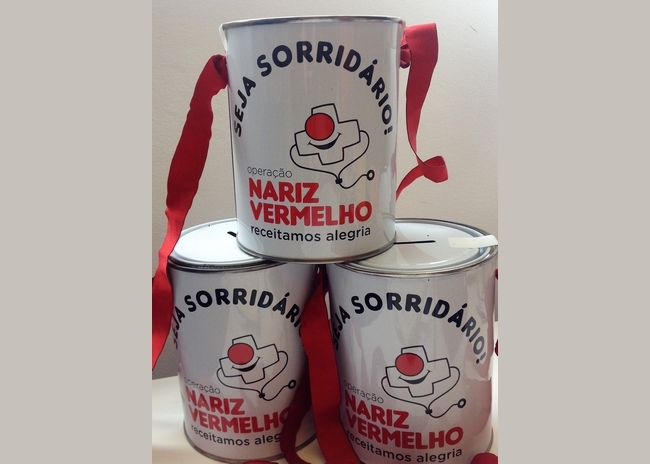 SEJA SORRIDÁRIO!
operação
NARIZ
VERMELHO
receitamos alegria
SEJA SORRIDÁRIO
operação
NARIZ
VERMELHO
receitamos alegria
SEJA SORRIDÁRIO!
operação
NARIZ
VERMELHO
receitamos alegria